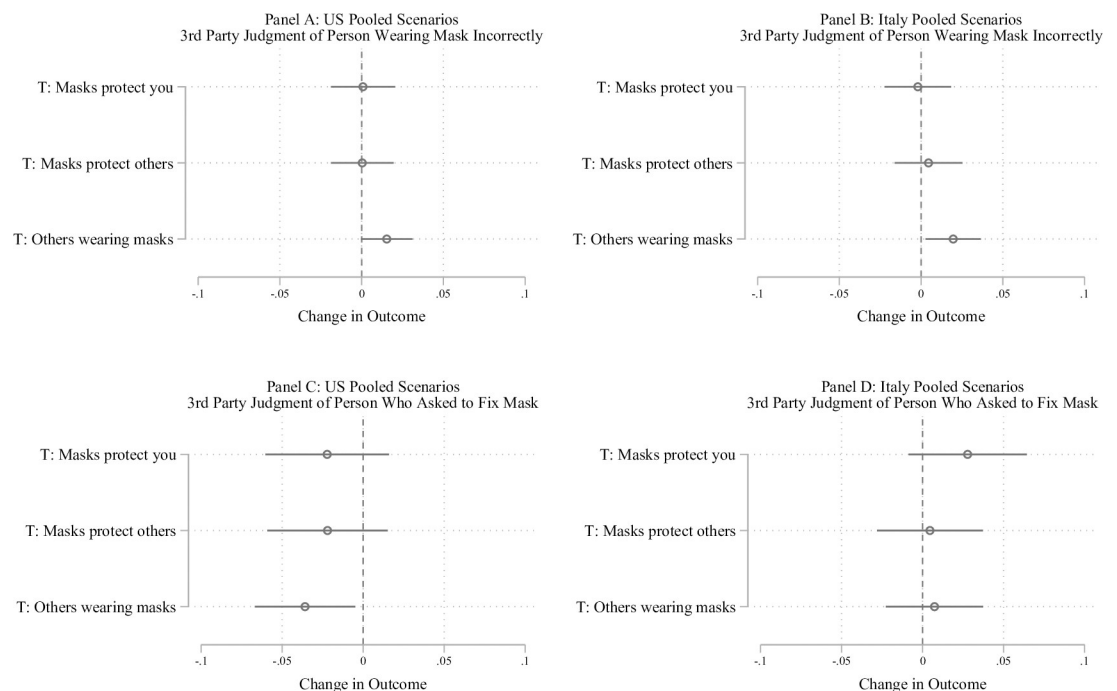 Panel A: US Pooled Scenarios
3rd Party Judgment of Person Wearing Mask Incorrectly
T: Masks protect you
T: Masks protect others
T: Others wearing masks
-.1 -.05 0 .05 .1
Change in Outcome
Panel B: Italy Pooled Scenarios
3rd Party Judgment of Person Wearing Mask Incorrectly
T: Masks protect you
T: Masks protect others
T: Others wearing masks
-.1 -.05 0 .05 .1
Change in Outcome
Panel C: US Pooled Scenarios
3rd Party Judgment of Person Who Asked to Fix Mask
T: Masks protect you
T: Masks protect others
T: Others wearing masks
-.1 -.05 0 .05 .1
Change in Outcome
Panel D: Italy Pooled Scenarios
3rd Party Judgment of Person Who Asked to Fix Mask
T: Masks protect you
T: Masks protect others
T: Others wearing masks
-.1 -.05 0 .05 .1
Change in Outcome